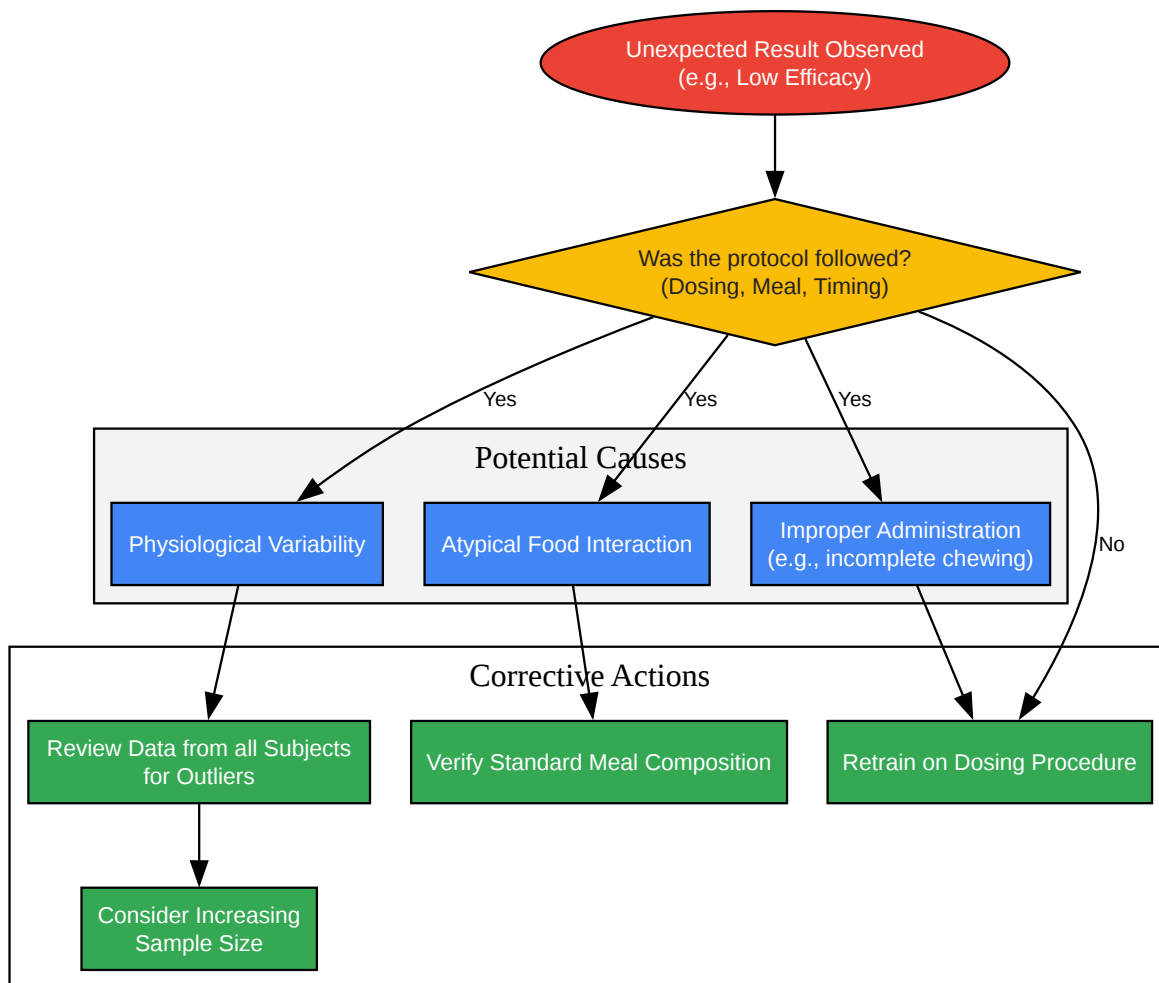 Unexpected Result Observed
(e.g., Low Efficacy)
Was the protocol followed?
(Dosing, Meal, Timing)
Yes
Yes
Yes
No
Potential Causes
Physiological Variability
Atypical Food Interaction
Improper Administration
(e.g., incomplete chewing)
Corrective Actions
Review Data from all Subjects
for Outliers
Verify Standard Meal Composition
Retrain on Dosing Procedure
Consider Increasing
Sample Size